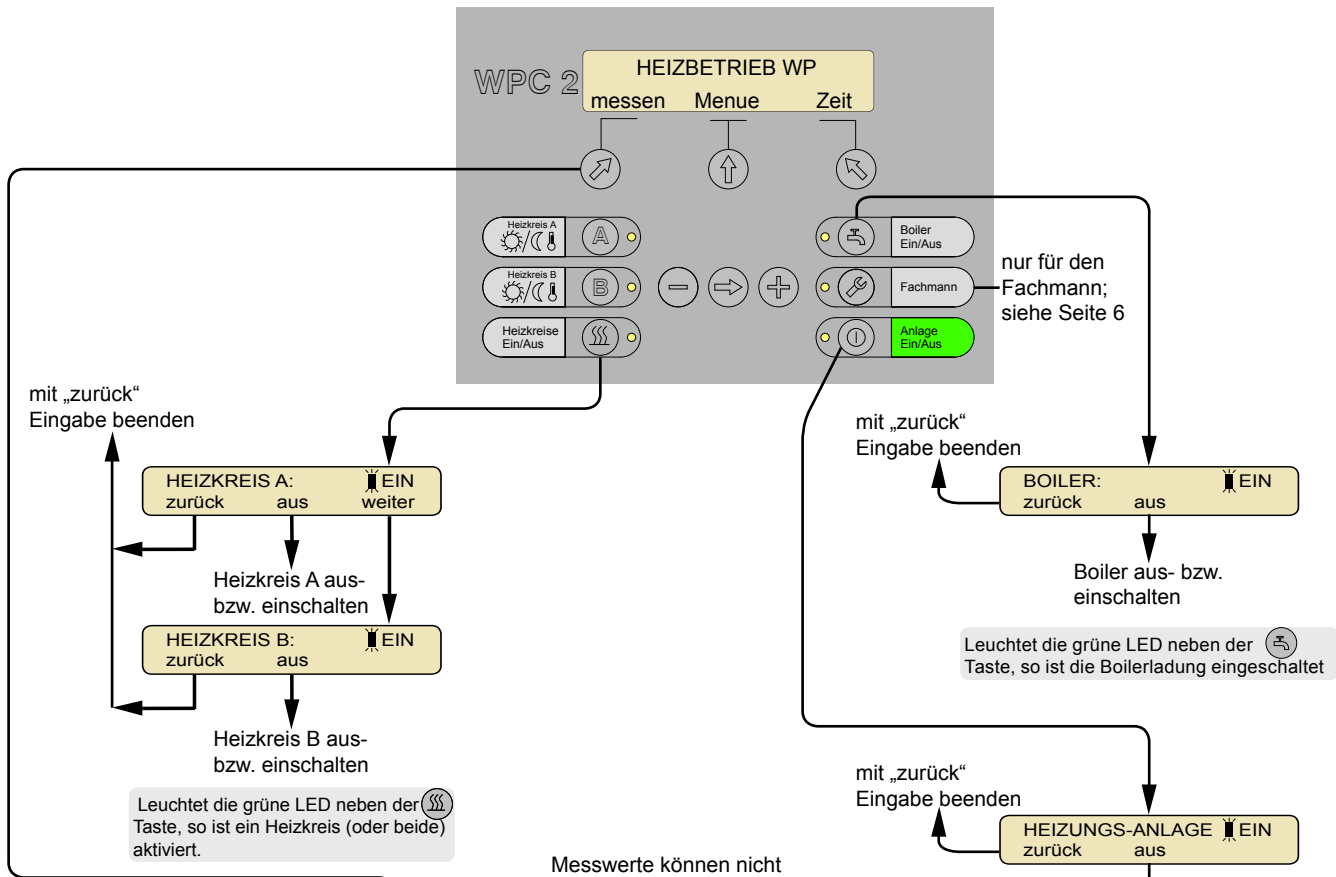 WPC 2
HEIZBETRIEB WP
messen Menue Zeit
Heizkreis A
A
Boiler
Ein/Aus
Heizkreis B
B
Fachmann
nur für den
Fachmann;
siehe Seite 6
Heizkreise
Ein/Aus
Anlage
Ein/Aus
mit „zurück“
Eingabe beenden
HEIZKREIS A: EIN
zurück aus weiter
Heizkreis A aus-
bzw. einschalten
HEIZKREIS B: EIN
zurück aus
Heizkreis B aus-
bzw. einschalten
Leuchtet die grüne LED neben der
Taste, so ist ein Heizkreis (oder beide)
aktiviert.
mit „zurück“
Eingabe beenden
BOILER: EIN
zurück aus
Boiler aus- bzw.
einschalten
Leuchtet die grüne LED neben der
Taste, so ist die Boilerladung eingeschaltet
mit „zurück“
Eingabe beenden
HEIZUNGS-ANLAGE EIN
zurück aus
Messwerte können nicht